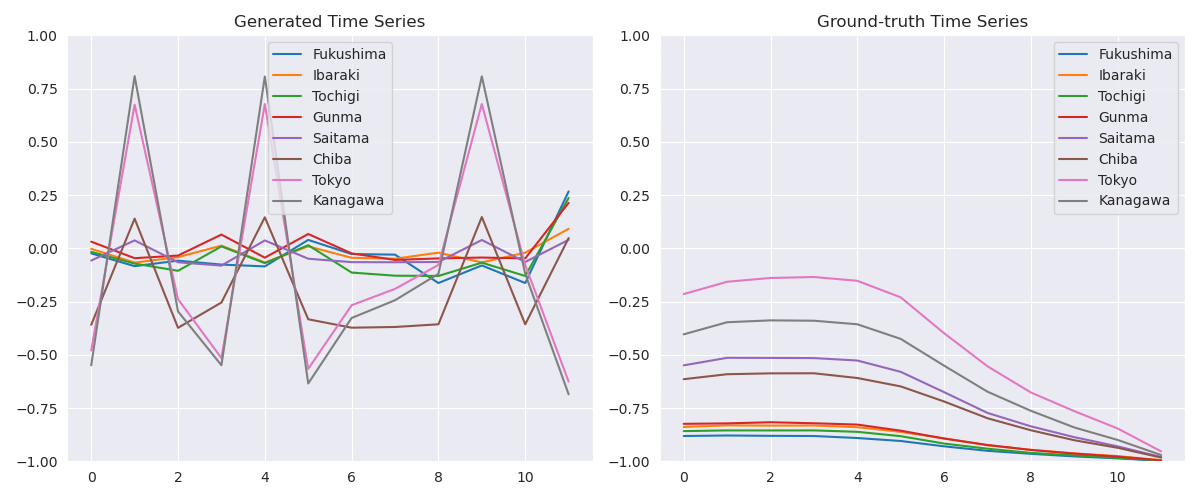 Generated Time Series
1.00
0.75
0.50
0.25
0.00
−0.25
−0.50
−0.75
−1.00
0
2
4
6
8
10
Fukushima
Ibaraki
Tochigi
Gunma
Saitama
Chiba
Tokyo
Kanagawa
Ground-truth Time Series
1.00
0.75
0.50
0.25
0.00
−0.25
−0.50
−0.75
−1.00
0
2
4
6
8
10
Fukushima
Ibaraki
Tochigi
Gunma
Saitama
Chiba
Tokyo
Kanagawa